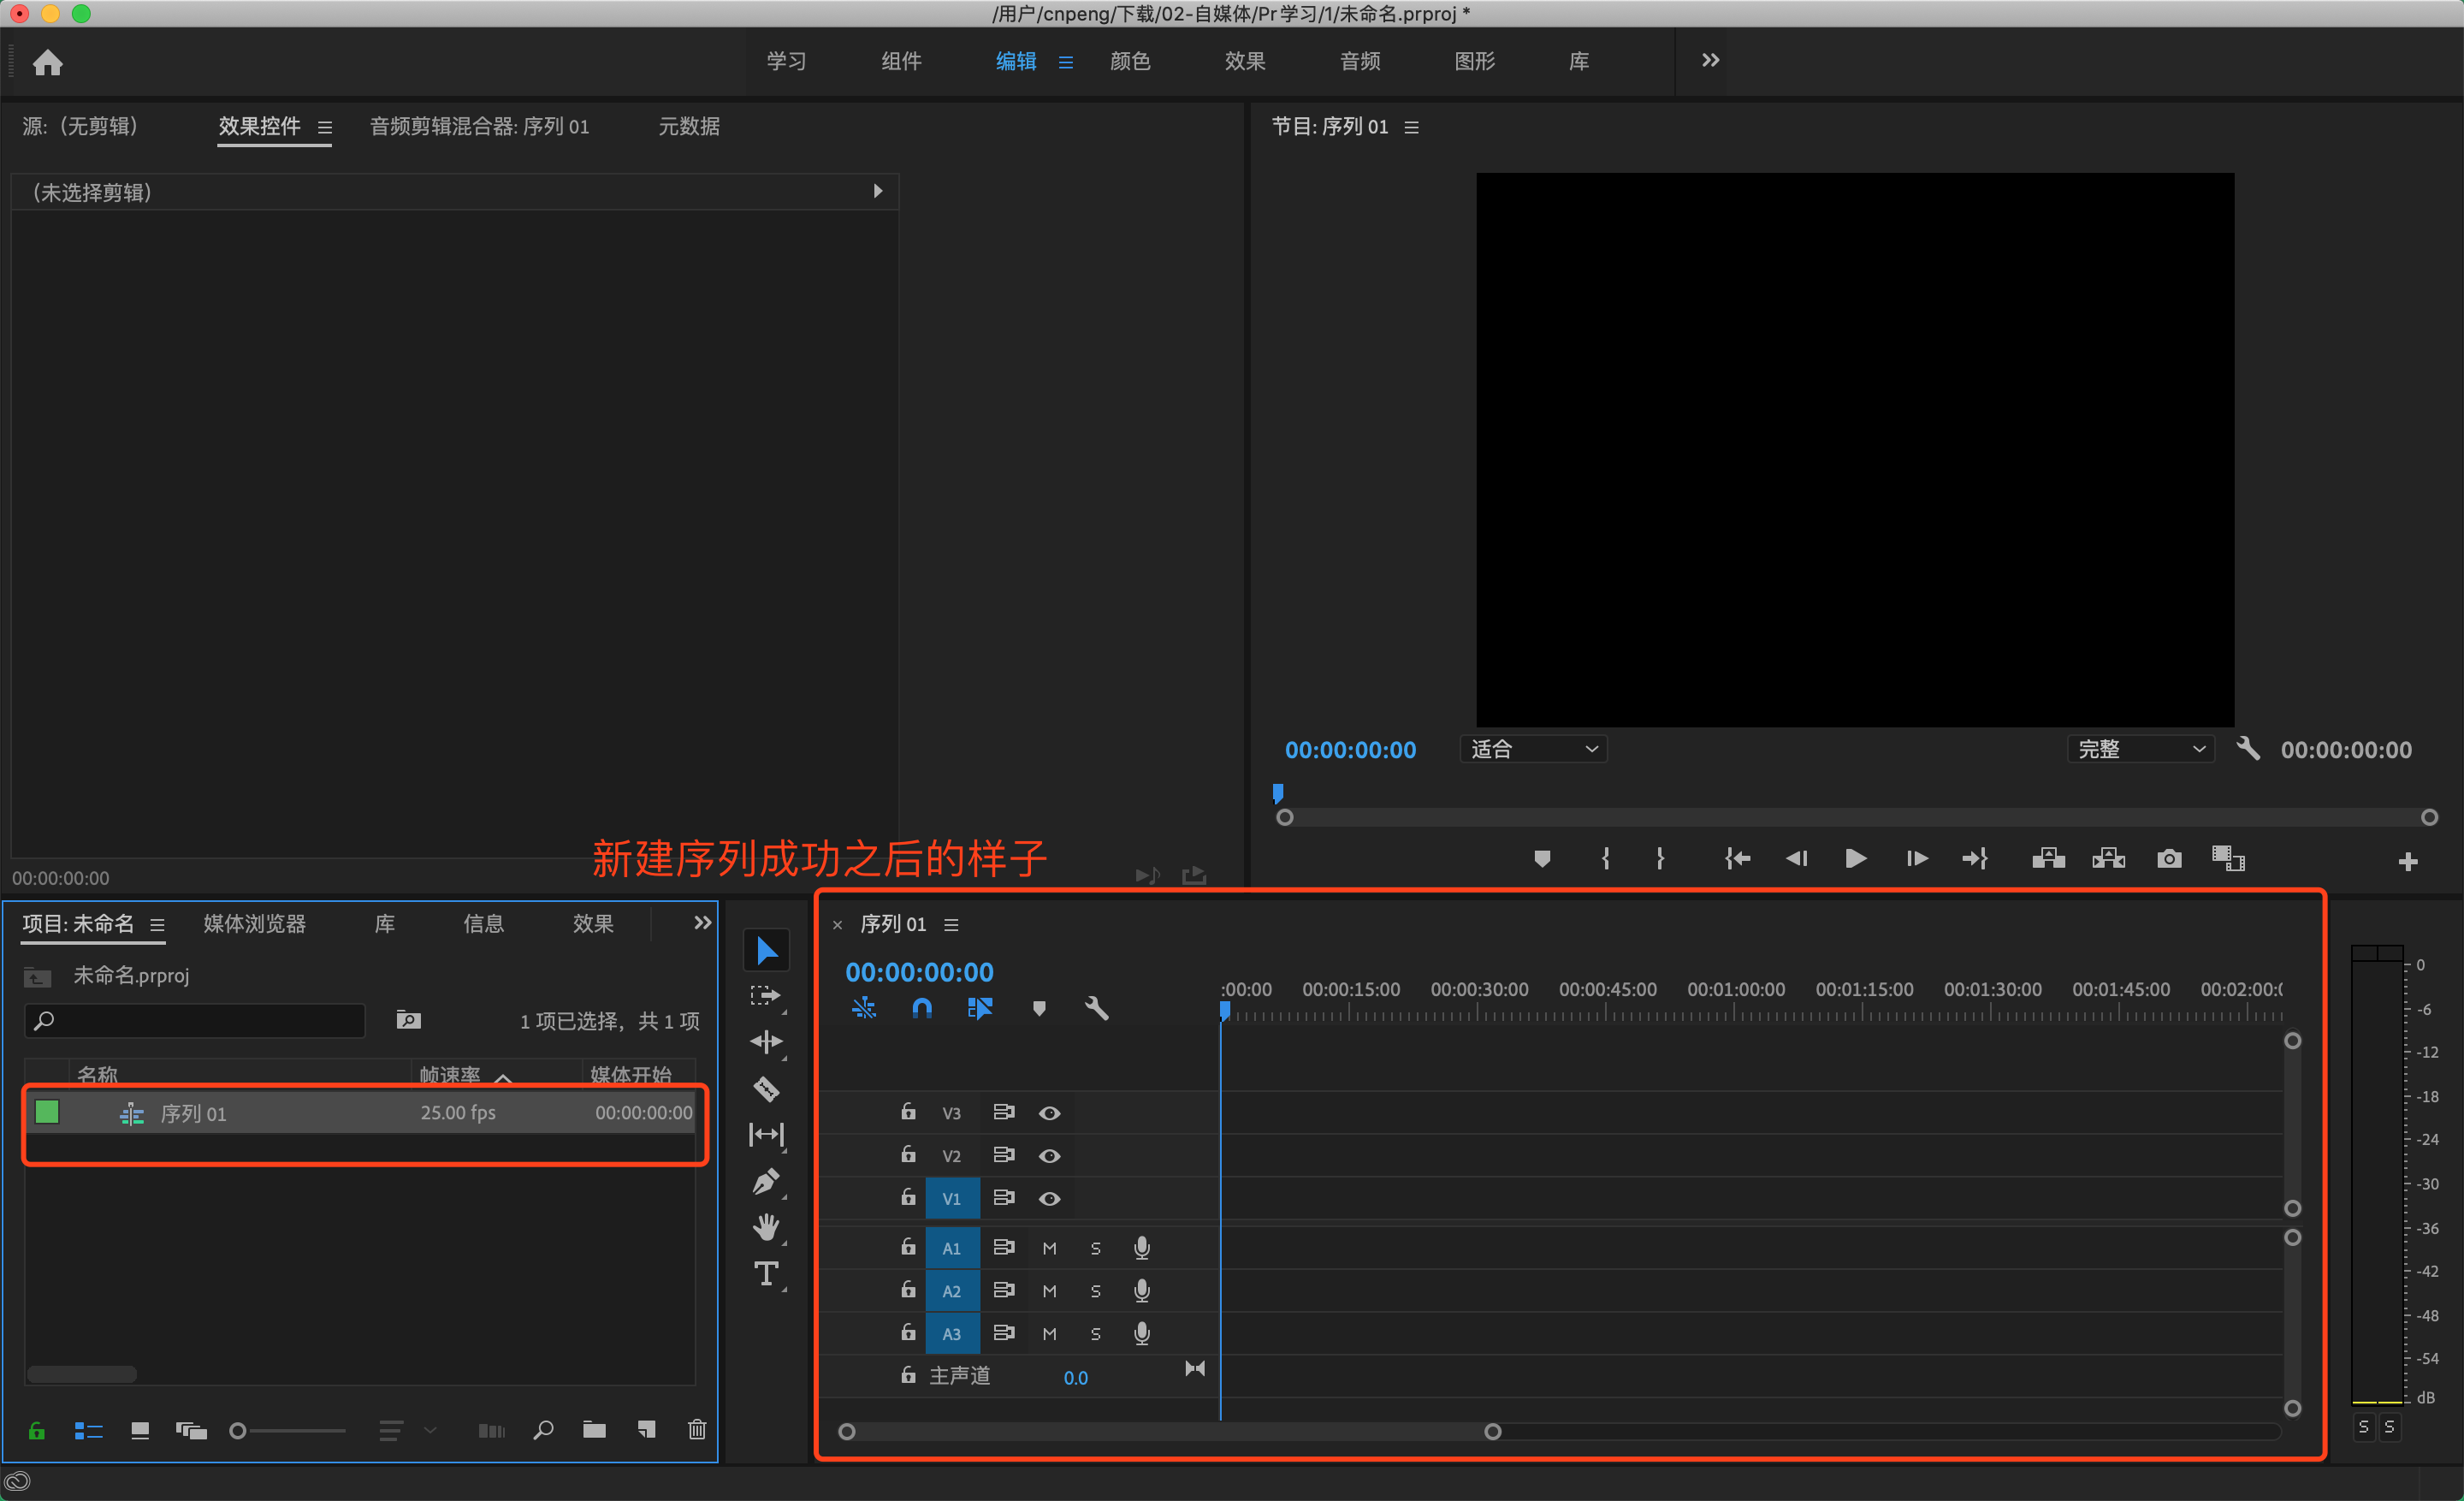 /用户/cnpeng/下载/02-自媒体/Pr 学习/1/未命名.prproj *
学习 组件 编辑 颜色 效果 音频 图形 库
源: (无剪辑) 效果控件 音频剪辑混合器: 序列 01 元数据
节目: 序列 01
(未选择剪辑)
00:00:00:00 适合 完整 00:00:00:00
新建序列成功之后的样子
00:00:00:00
项目: 未命名 媒体浏览器 库 信息 效果
未命名.prproj
1 项已选择，共 1 项
名称 帧速率 媒体开始
序列 01 25.00 fps 00:00:00:00
T
× 序列 01
00:00:00:00
:00:00 00:00:15:00 00:00:30:00 00:00:45:00 00:01:00:00 00:01:15:00 00:01:30:00 00:01:45:00 00:02:00:0
V3
V2
V1
A1 M S
A2 M S
A3 M S
主声道 0.0
0
-6
-12
-18
-24
-30
-36
-42
-48
-54
dB
S S